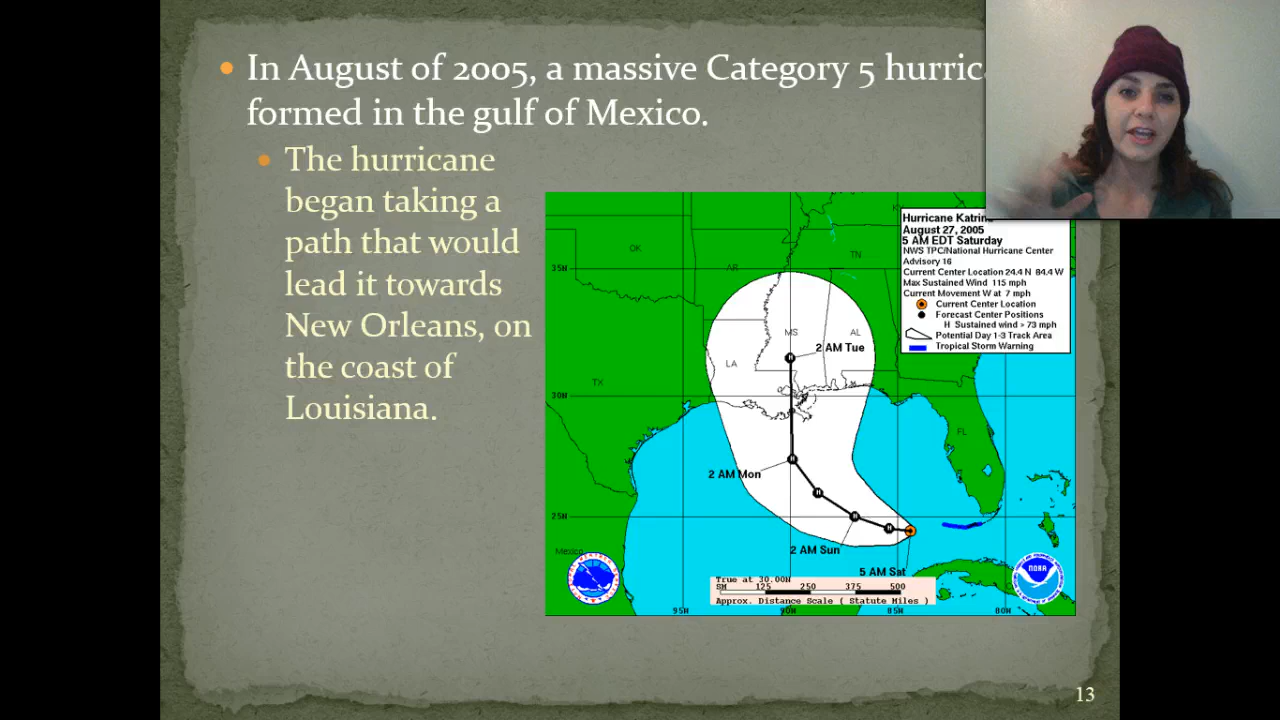 In August of 2005, a massive Category 5 hurric
formed in the gulf of Mexico.
The hurricane
began taking a
path that would
lead it towards
New Orleans, on
the coast of
Louisiana.
Hurricane Katrina
August 27, 2005
5 AM EDT Saturday
NWS TPC/National Hurricane Center
Advisory 16
Current Center Location 24.4 N 84.4 W
Max Sustained Wind 115 mph
Current Movement W at 7 mph
Current Center Location
Forecast Center Positions
H Sustained wind > 73 mph
Potential Day 1-3 Track Area
Tropical Storm Warning
OK
AR
TN
35N
MS
AL
2 AM Tue
LA
TX
30N
FL
2 AM Mon
25N
2 AM Sun
Mexico
5 AM Sat
NOAA
True at 30.00N
SM 125 250 375 500
Approx. Distance Scale ( Statute Miles )
95W 90W 85W 80W
13